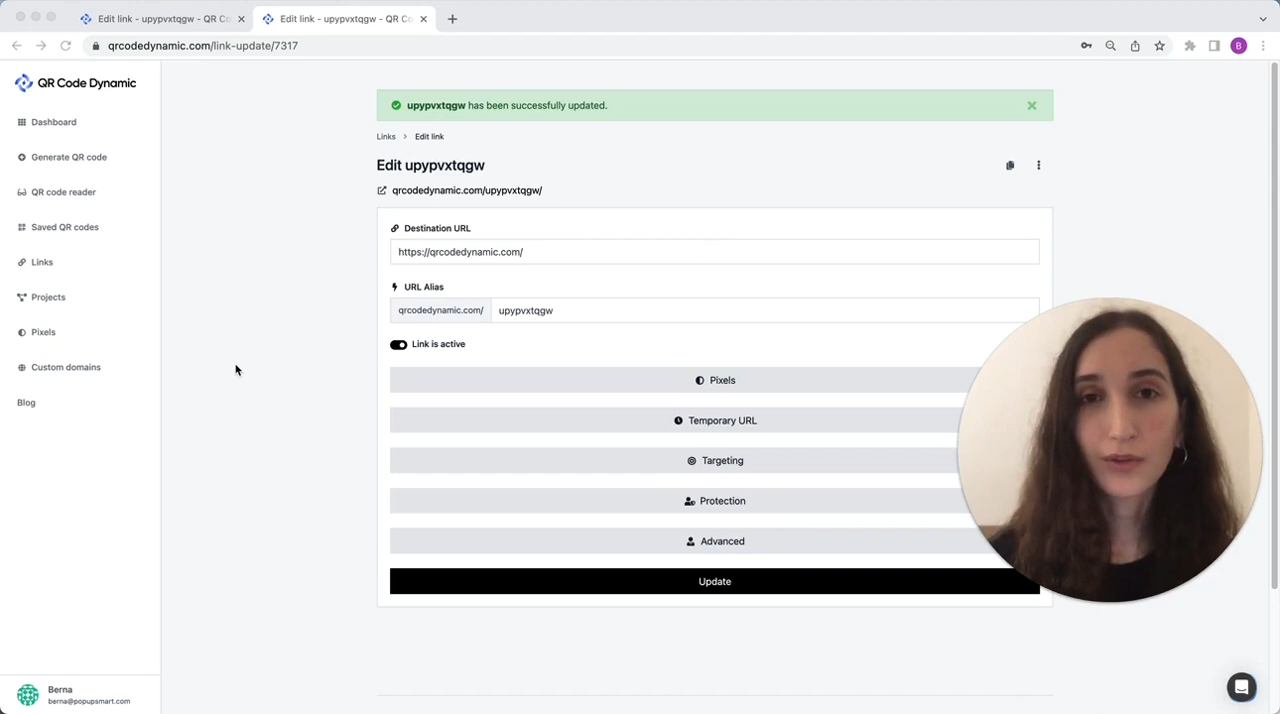 Edit link - upypvxtqgw - QR Co
Edit link - upypvxtqgw - QR Co
qrcodedynamic.com/link-update/7317
B
QR Code Dynamic
Dashboard
Generate QR code
QR code reader
Saved QR codes
Links
Projects
Pixels
Custom domains
Blog
upypvxtqgw has been successfully updated.
Links > Edit link
Edit upypvxtqgw
qrcodedynamic.com/upypvxtqgw/
Destination URL
https://qrcodedynamic.com/
URL Alias
qrcodedynamic.com/ upypvxtqgw
Link is active
Pixels
Temporary URL
Targeting
Protection
Advanced
Update
Berna
berna@popupsmart.com